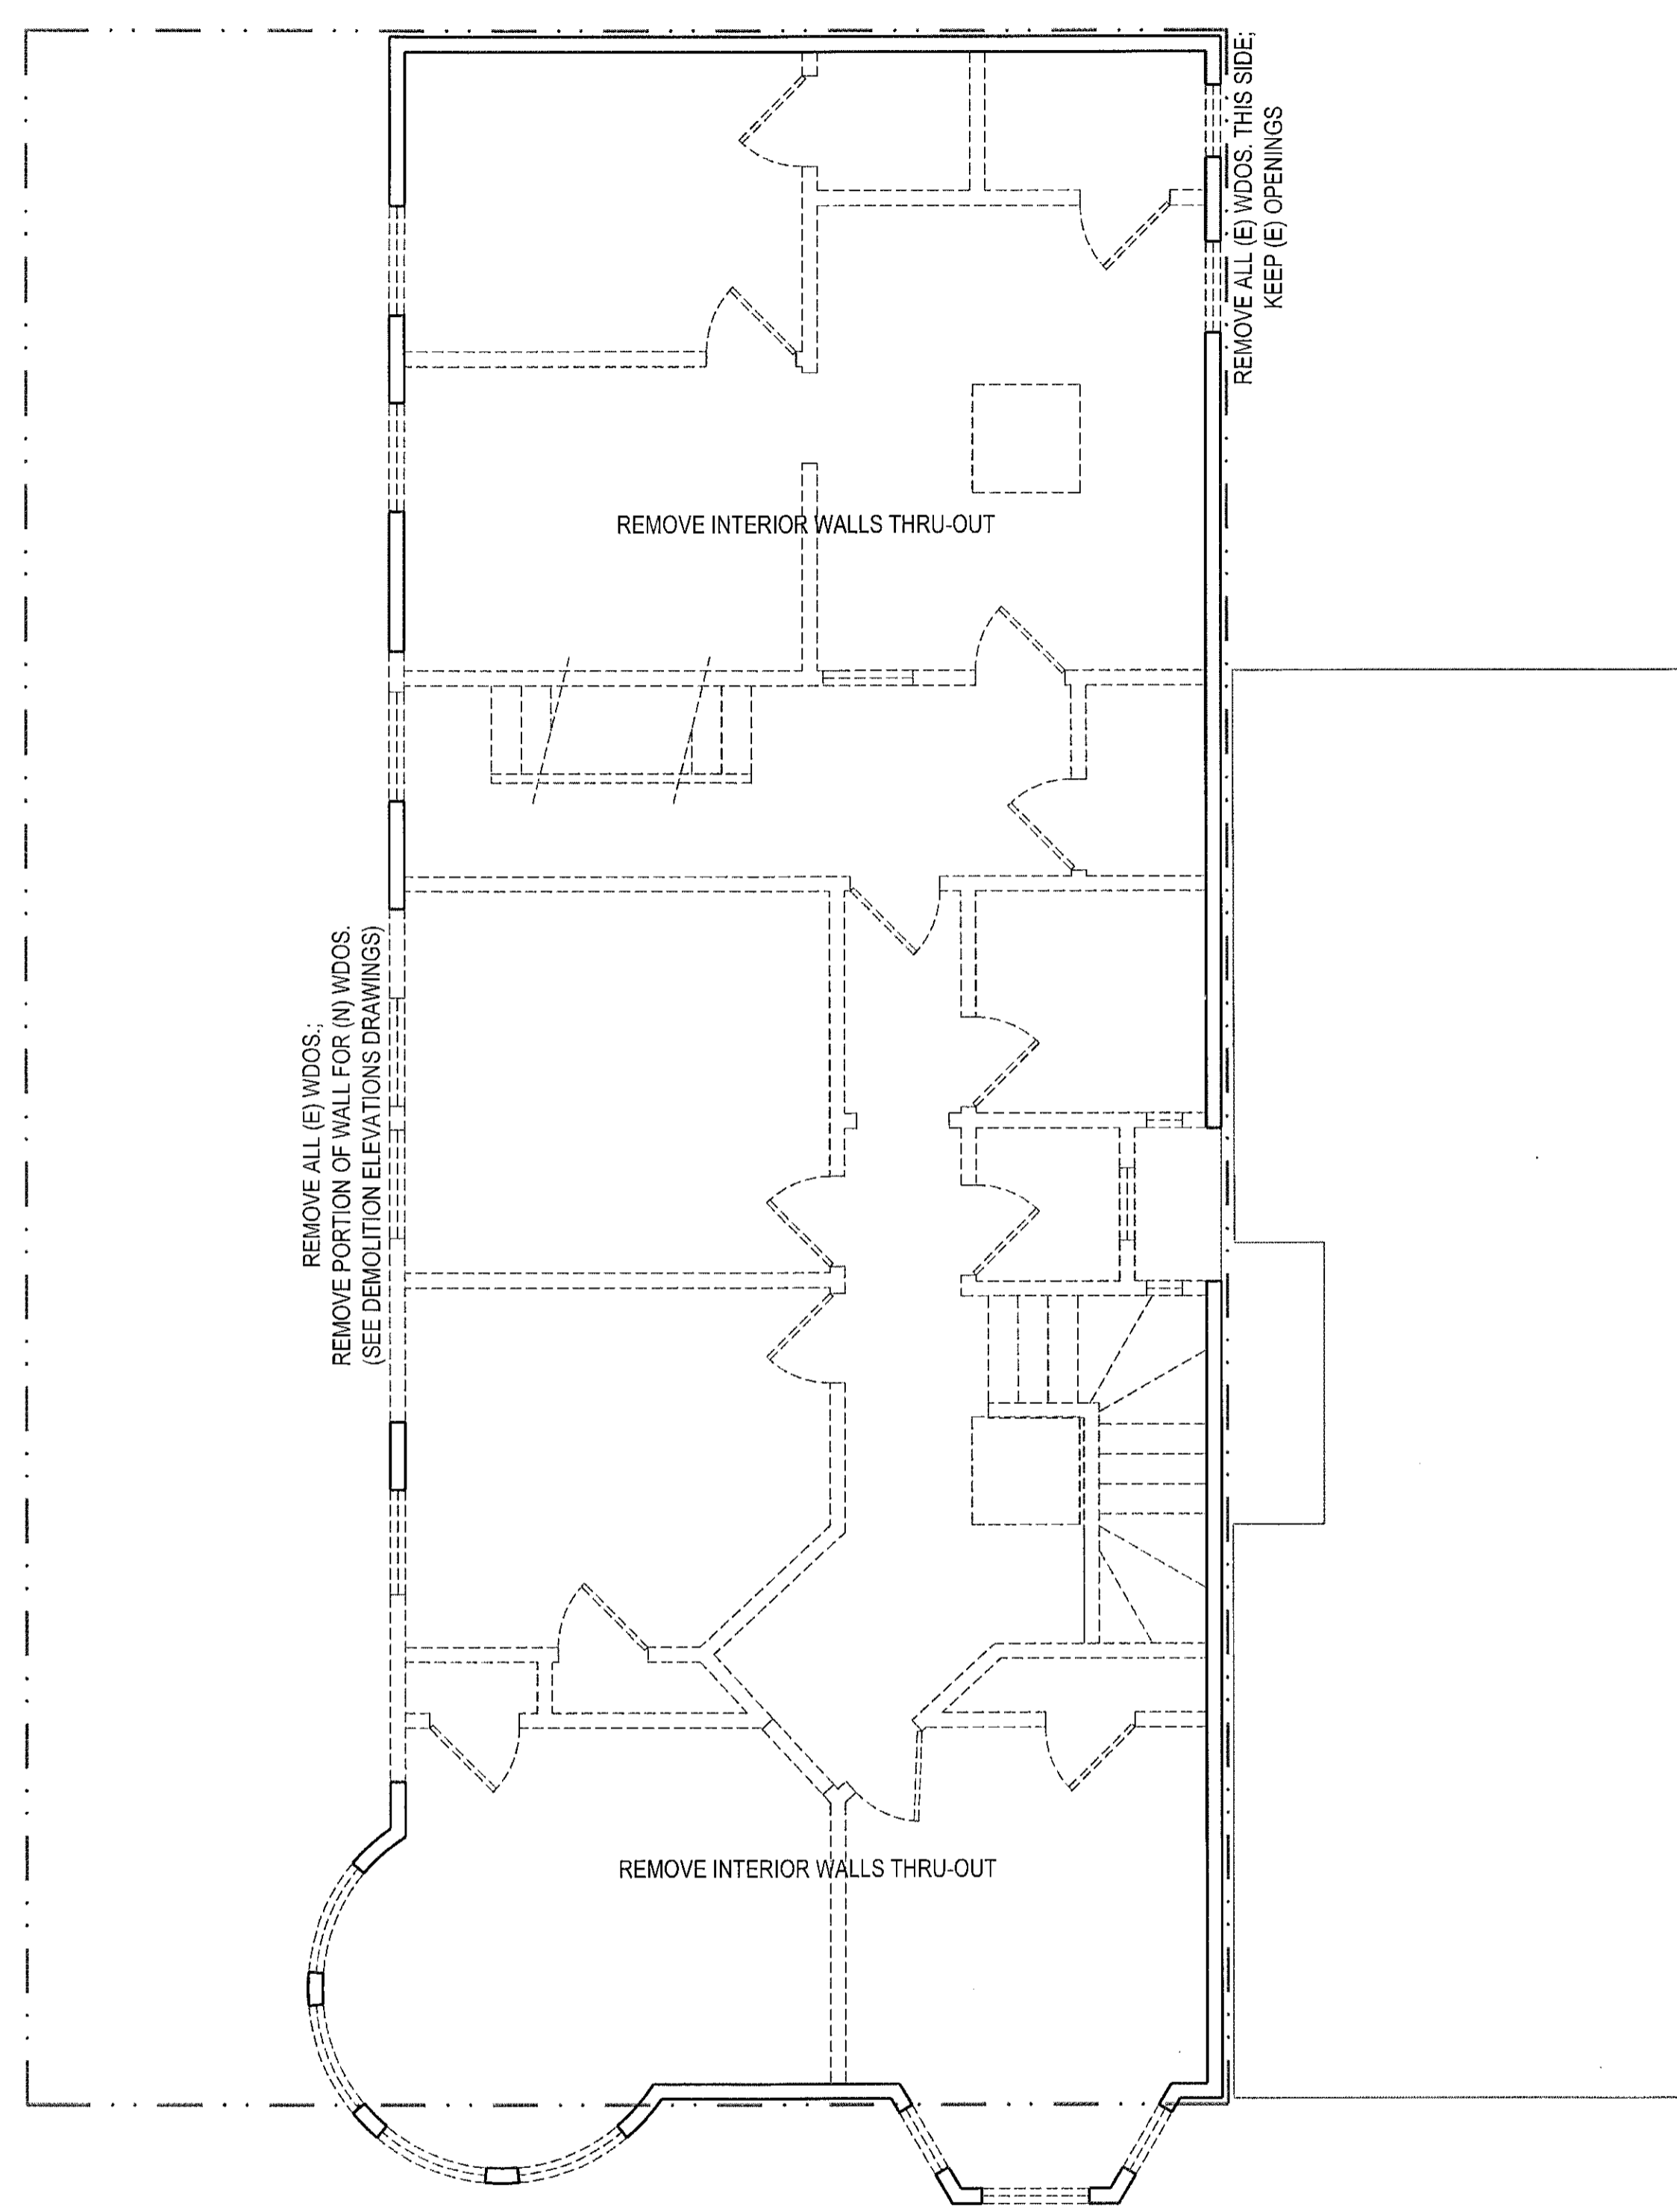 REMOVE ALL (E) WDOS. THIS SIDE;
KEEP (E) OPENINGS
REMOVE INTERIOR WALLS THRU-OUT
REMOVE ALL (E) WDOS.;
REMOVE PORTION OF WALL FOR (N) WDOS.
(SEE DEMOLITION ELEVATIONS DRAWINGS)
REMOVE INTERIOR WALLS THRU-OUT